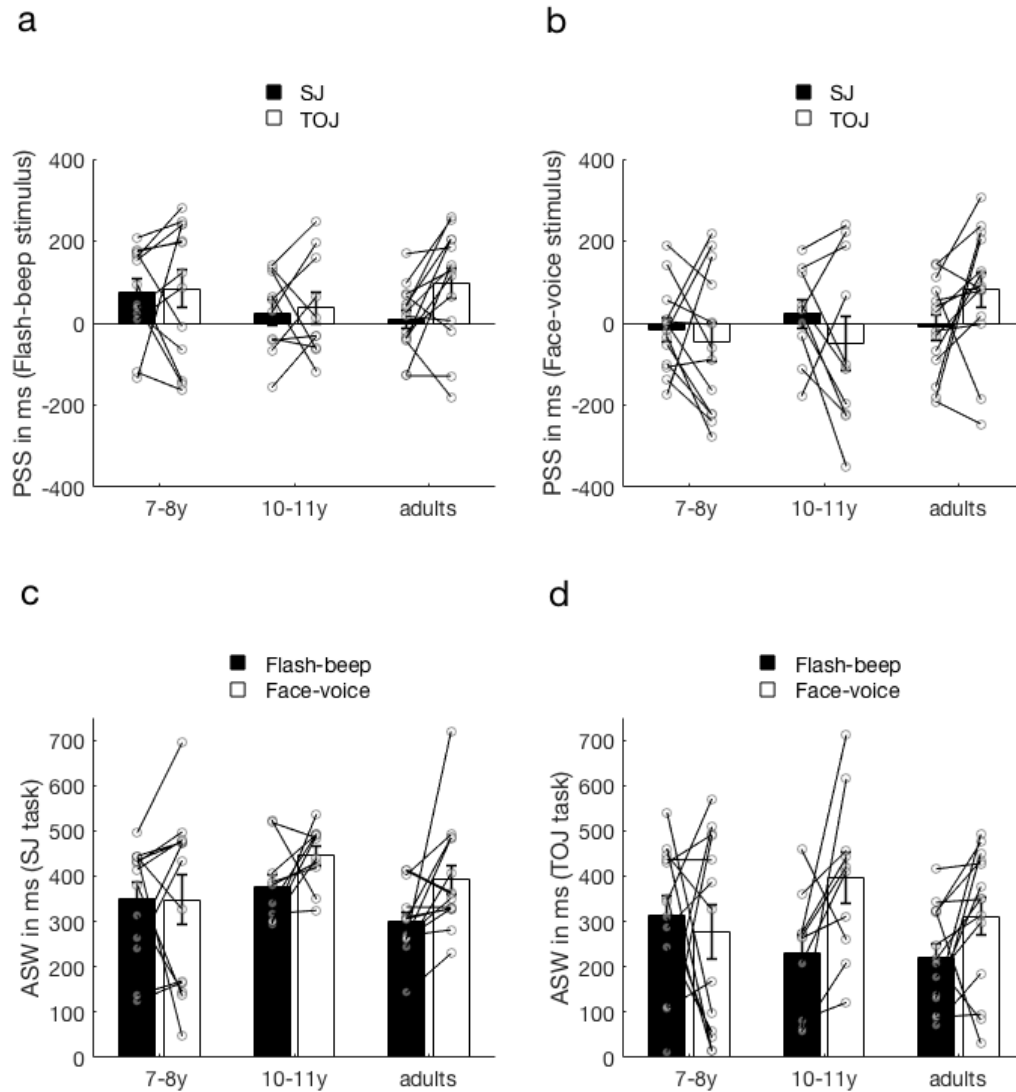 a
SJ
TOJ
PSS in ms (Flash-beep stimulus)
400
200
0
-200
-400
7-8y 10-11y adults
b
SJ
TOJ
PSS in ms (Face-voice stimulus)
400
200
0
-200
-400
7-8y 10-11y adults
c
Flash-beep
Face-voice
ASW in ms (SJ task)
700
600
500
400
300
200
100
0
7-8y 10-11y adults
d
Flash-beep
Face-voice
ASW in ms (TOJ task)
700
600
500
400
300
200
100
0
7-8y 10-11y adults